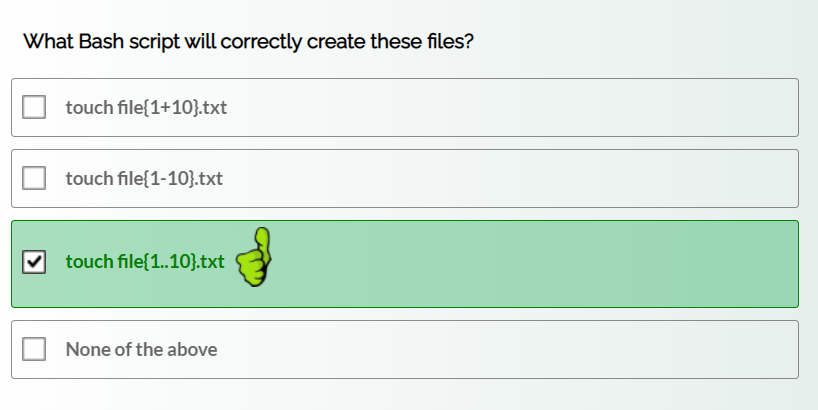 What Bash script will correctly create these files?
touch file{1+10}.txt
touch file{1-10}.txt
touch file{1..10}.txt
None of the above